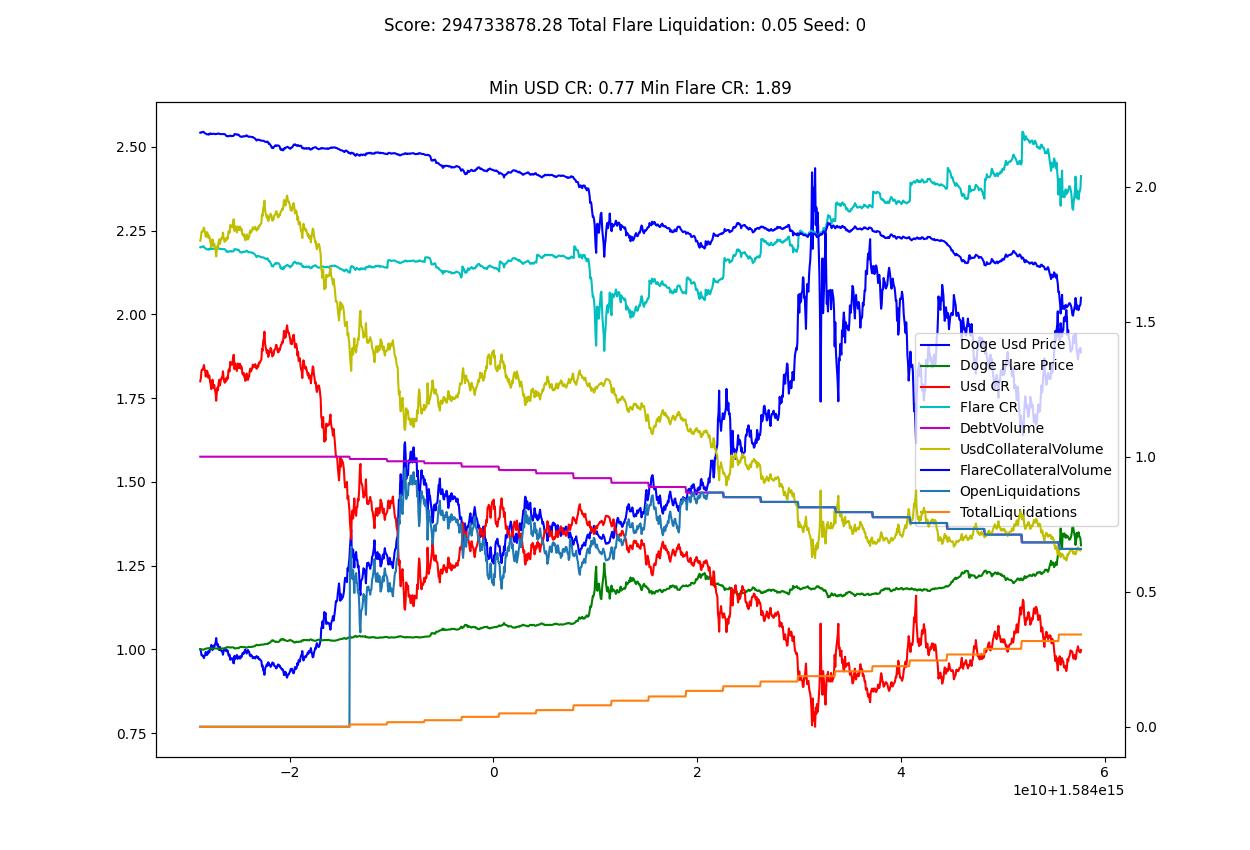 Score: 294733878.28 Total Flare Liquidation: 0.05 Seed: 0
Min USD CR: 0.77 Min Flare CR: 1.89
2.50
2.25
2.00
1.75
1.50
1.25
1.00
0.75
2.0
1.5
1.0
0.5
0.0
Doge Usd Price
Doge Flare Price
Usd CR
Flare CR
DebtVolume
UsdCollateralVolume
FlareCollateralVolume
OpenLiquidations
TotalLiquidations
−2
0
2
4
6
1e10+1.584e15